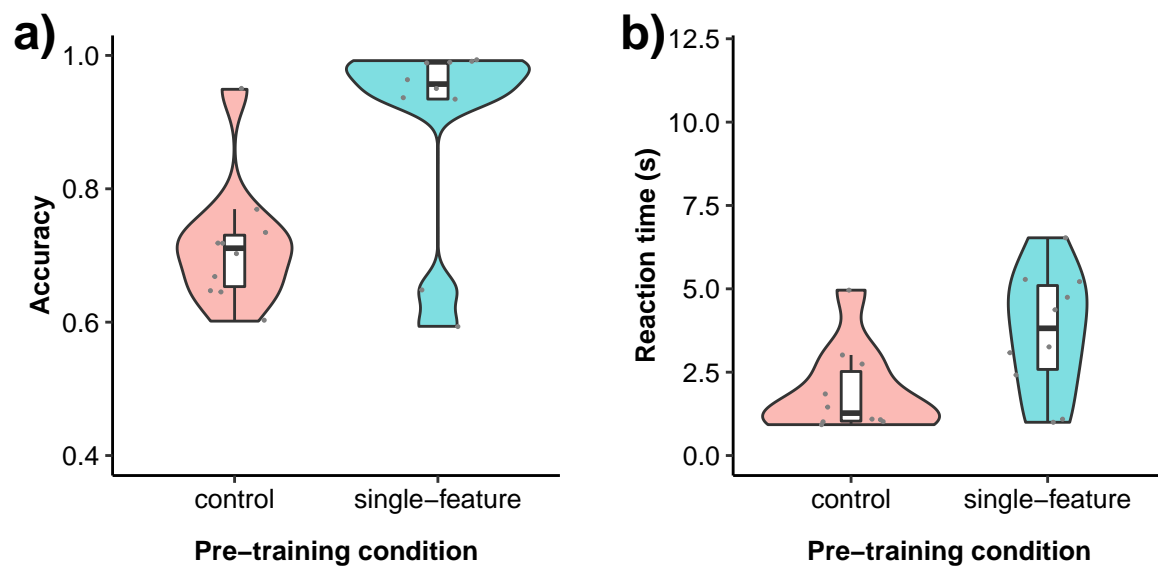 a)
Accuracy
1.0
0.8
0.6
0.4
control
single−feature
Pre−training condition
b)
Reaction time (s)
12.5
10.0
7.5
5.0
2.5
0.0
control
single−feature
Pre−training condition